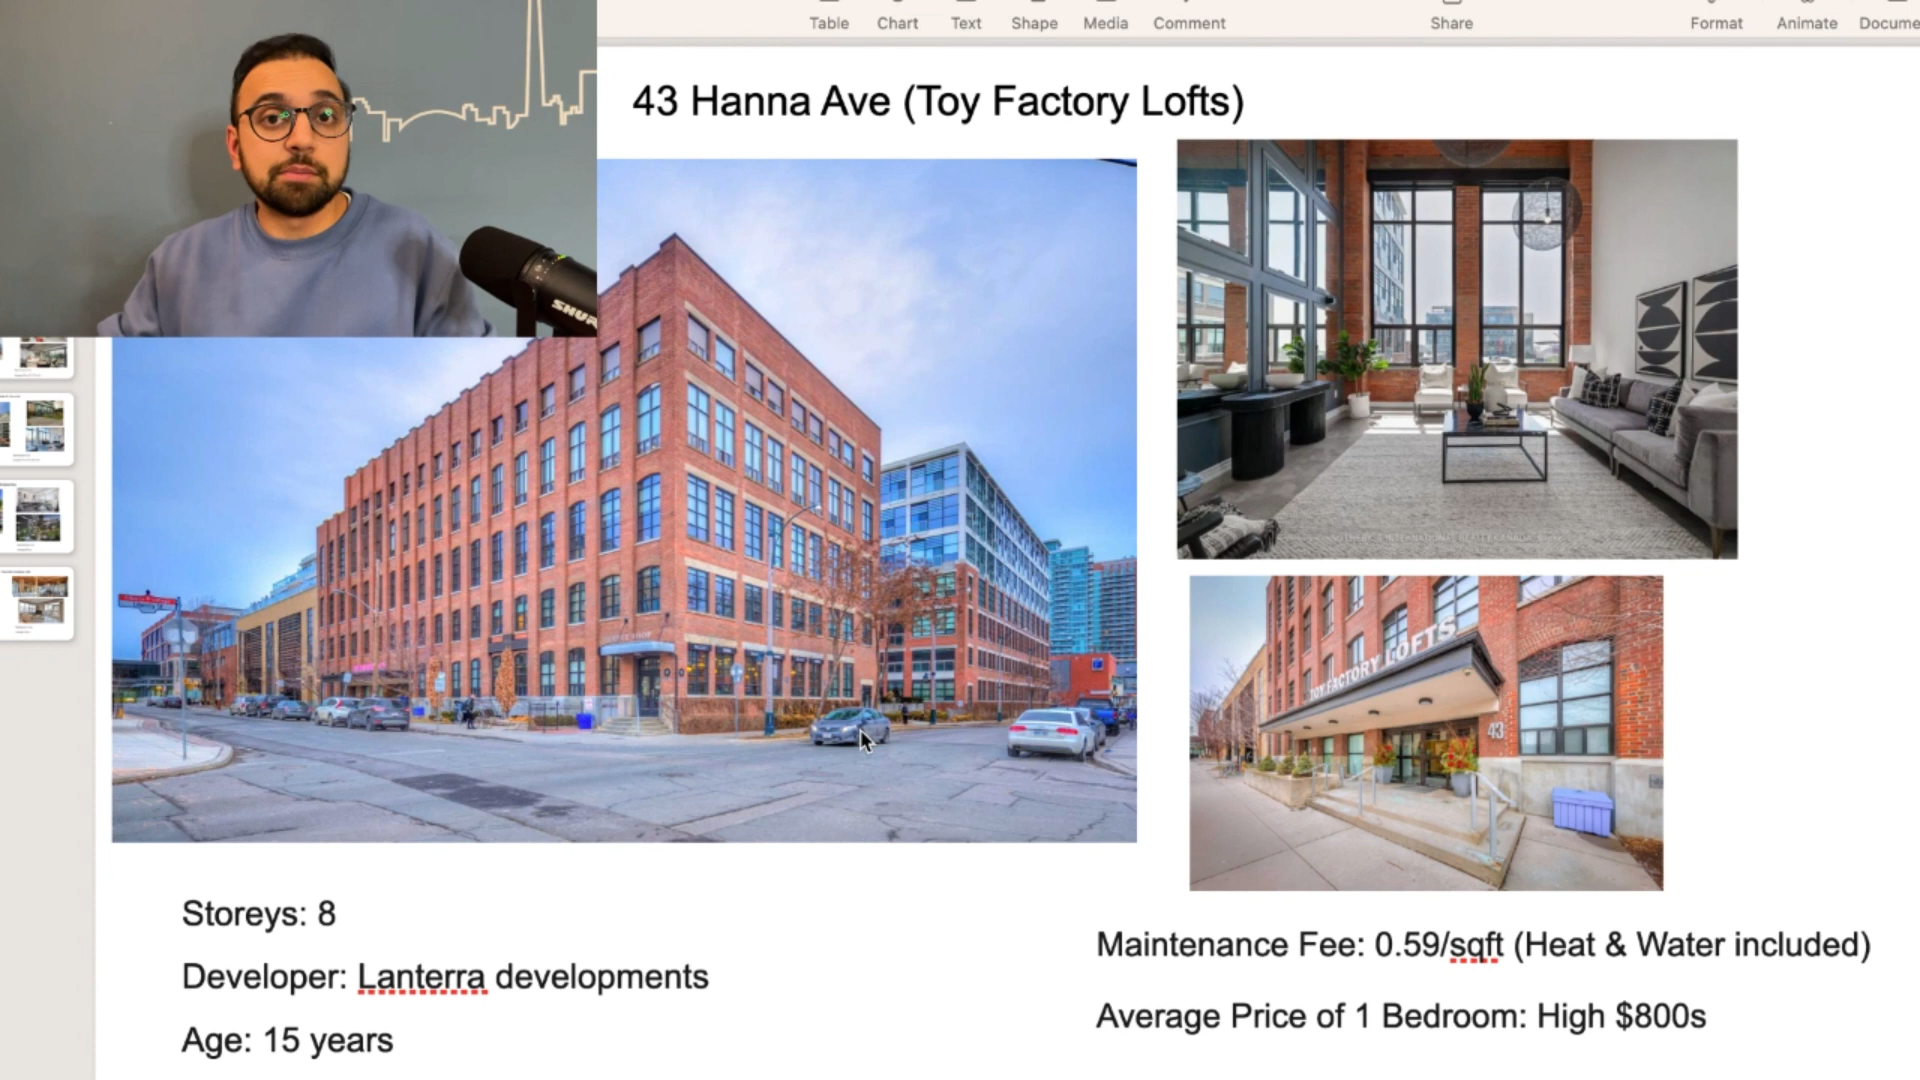 Table Chart Text Shape Media Comment Share Format Animate Docume
43 Hanna Ave (Toy Factory Lofts)
SHUR
TOY FACTORY LOFTS
43
Storeys: 8
Developer: Lanterra developments
Age: 15 years
Maintenance Fee: 0.59/sqft (Heat & Water included)
Average Price of 1 Bedroom: High $800s